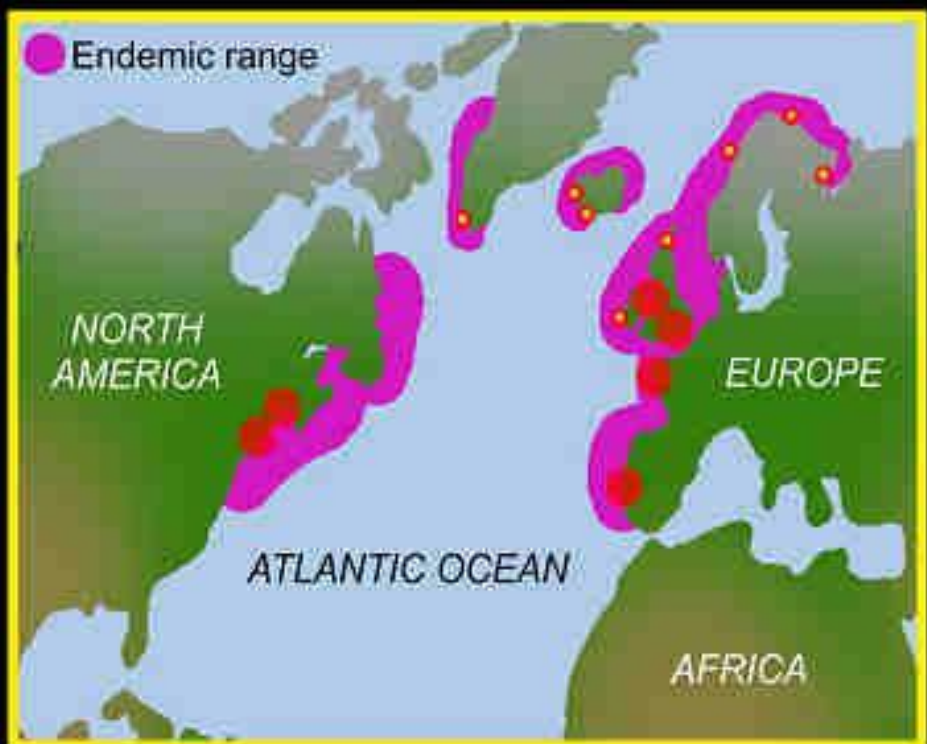 Endemic range
NORTH
AMERICA
EUROPE
ATLANTIC OCEAN
AFRICA